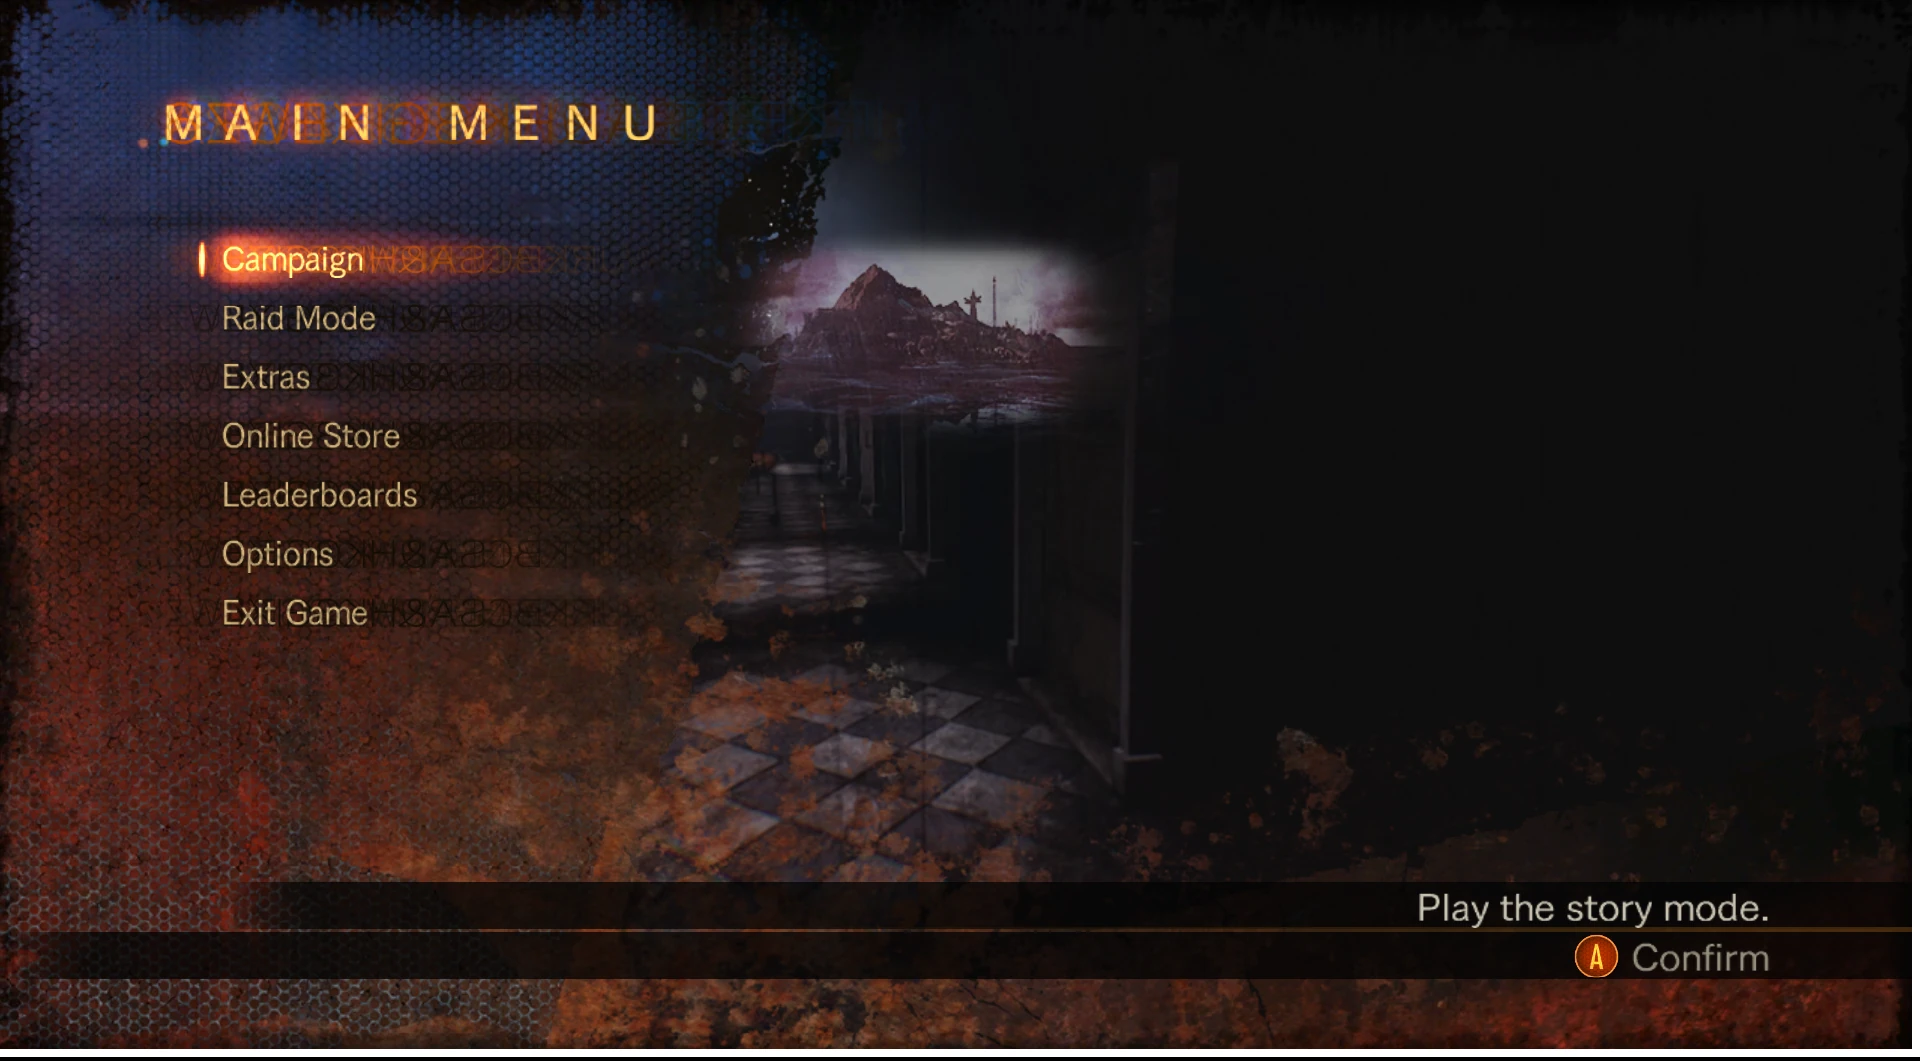 MAIN MENU
Campaign
Raid Mode
Extras
Online Store
Leaderboards
Options
Exit Game
Play the story mode.
A Confirm